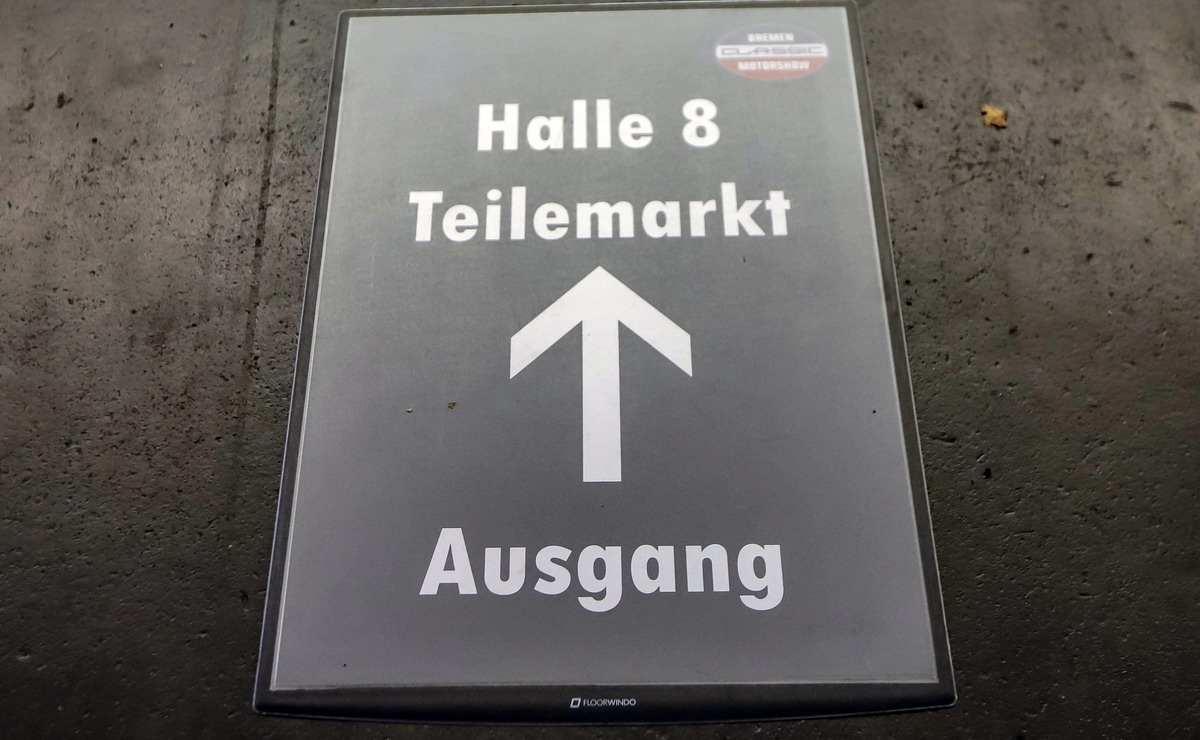 BREMEN
CLASSIC
MOTORSHOW
Halle 8
Teilemarkt
Ausgang
FLOORWINDO